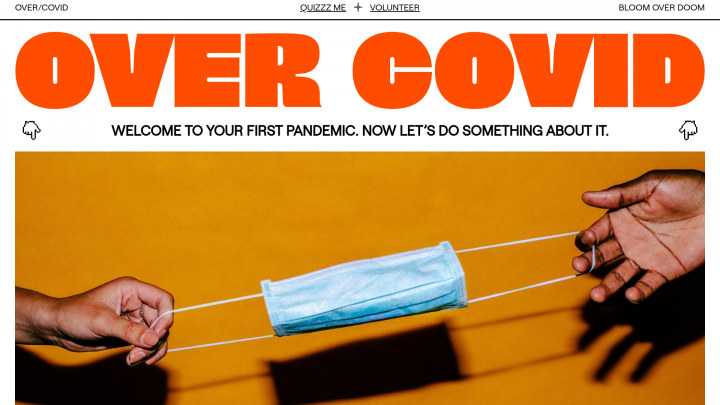 OVER/COVID
QUIZZZ ME + VOLUNTEER
BLOOM OVER DOOM
OVER COVID
WELCOME TO YOUR FIRST PANDEMIC. NOW LET'S DO SOMETHING ABOUT IT.